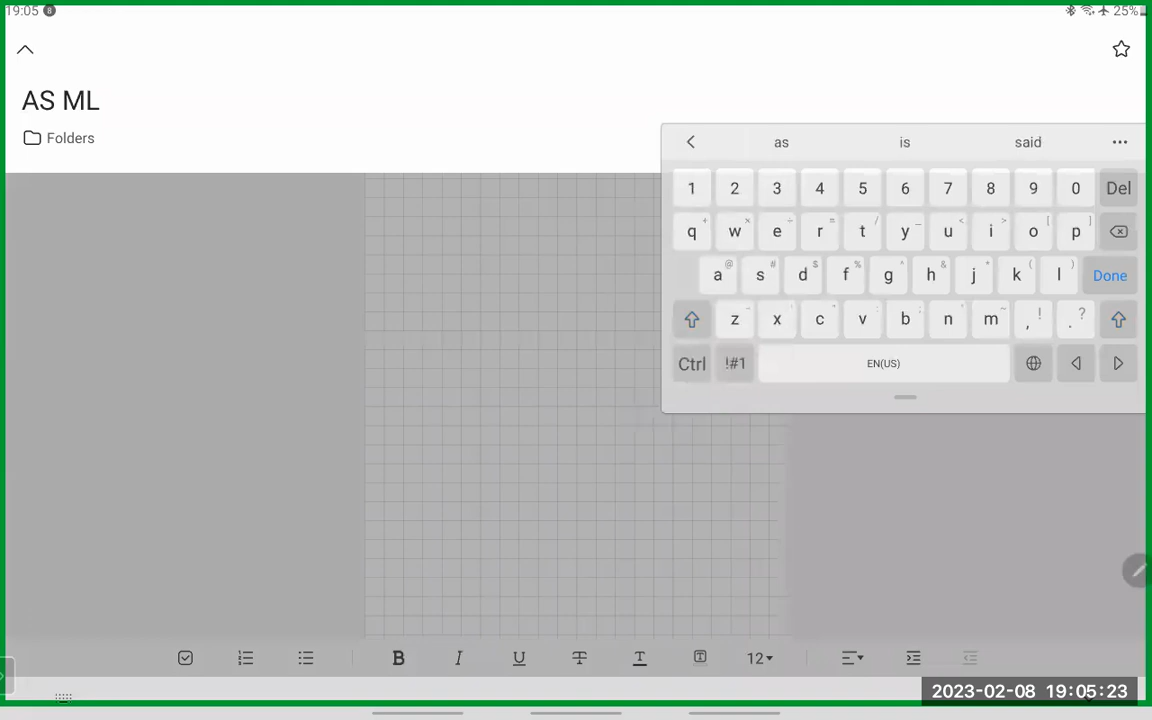 19:05 8 25%
AS ML
Folders
as is said
1 2 3 4 5 6 7 8 9 0 Del
q + w × e ÷ r = t / y _ u < i > o [ p ]
a @ s # d $ f % g ^ h & j * k ( l ) Done
z - x ' c " v : b ; n ' m ~ , ! . ?
Ctrl !#1 EN(US)
B I U T T T 12
2023-02-08 19:05:23